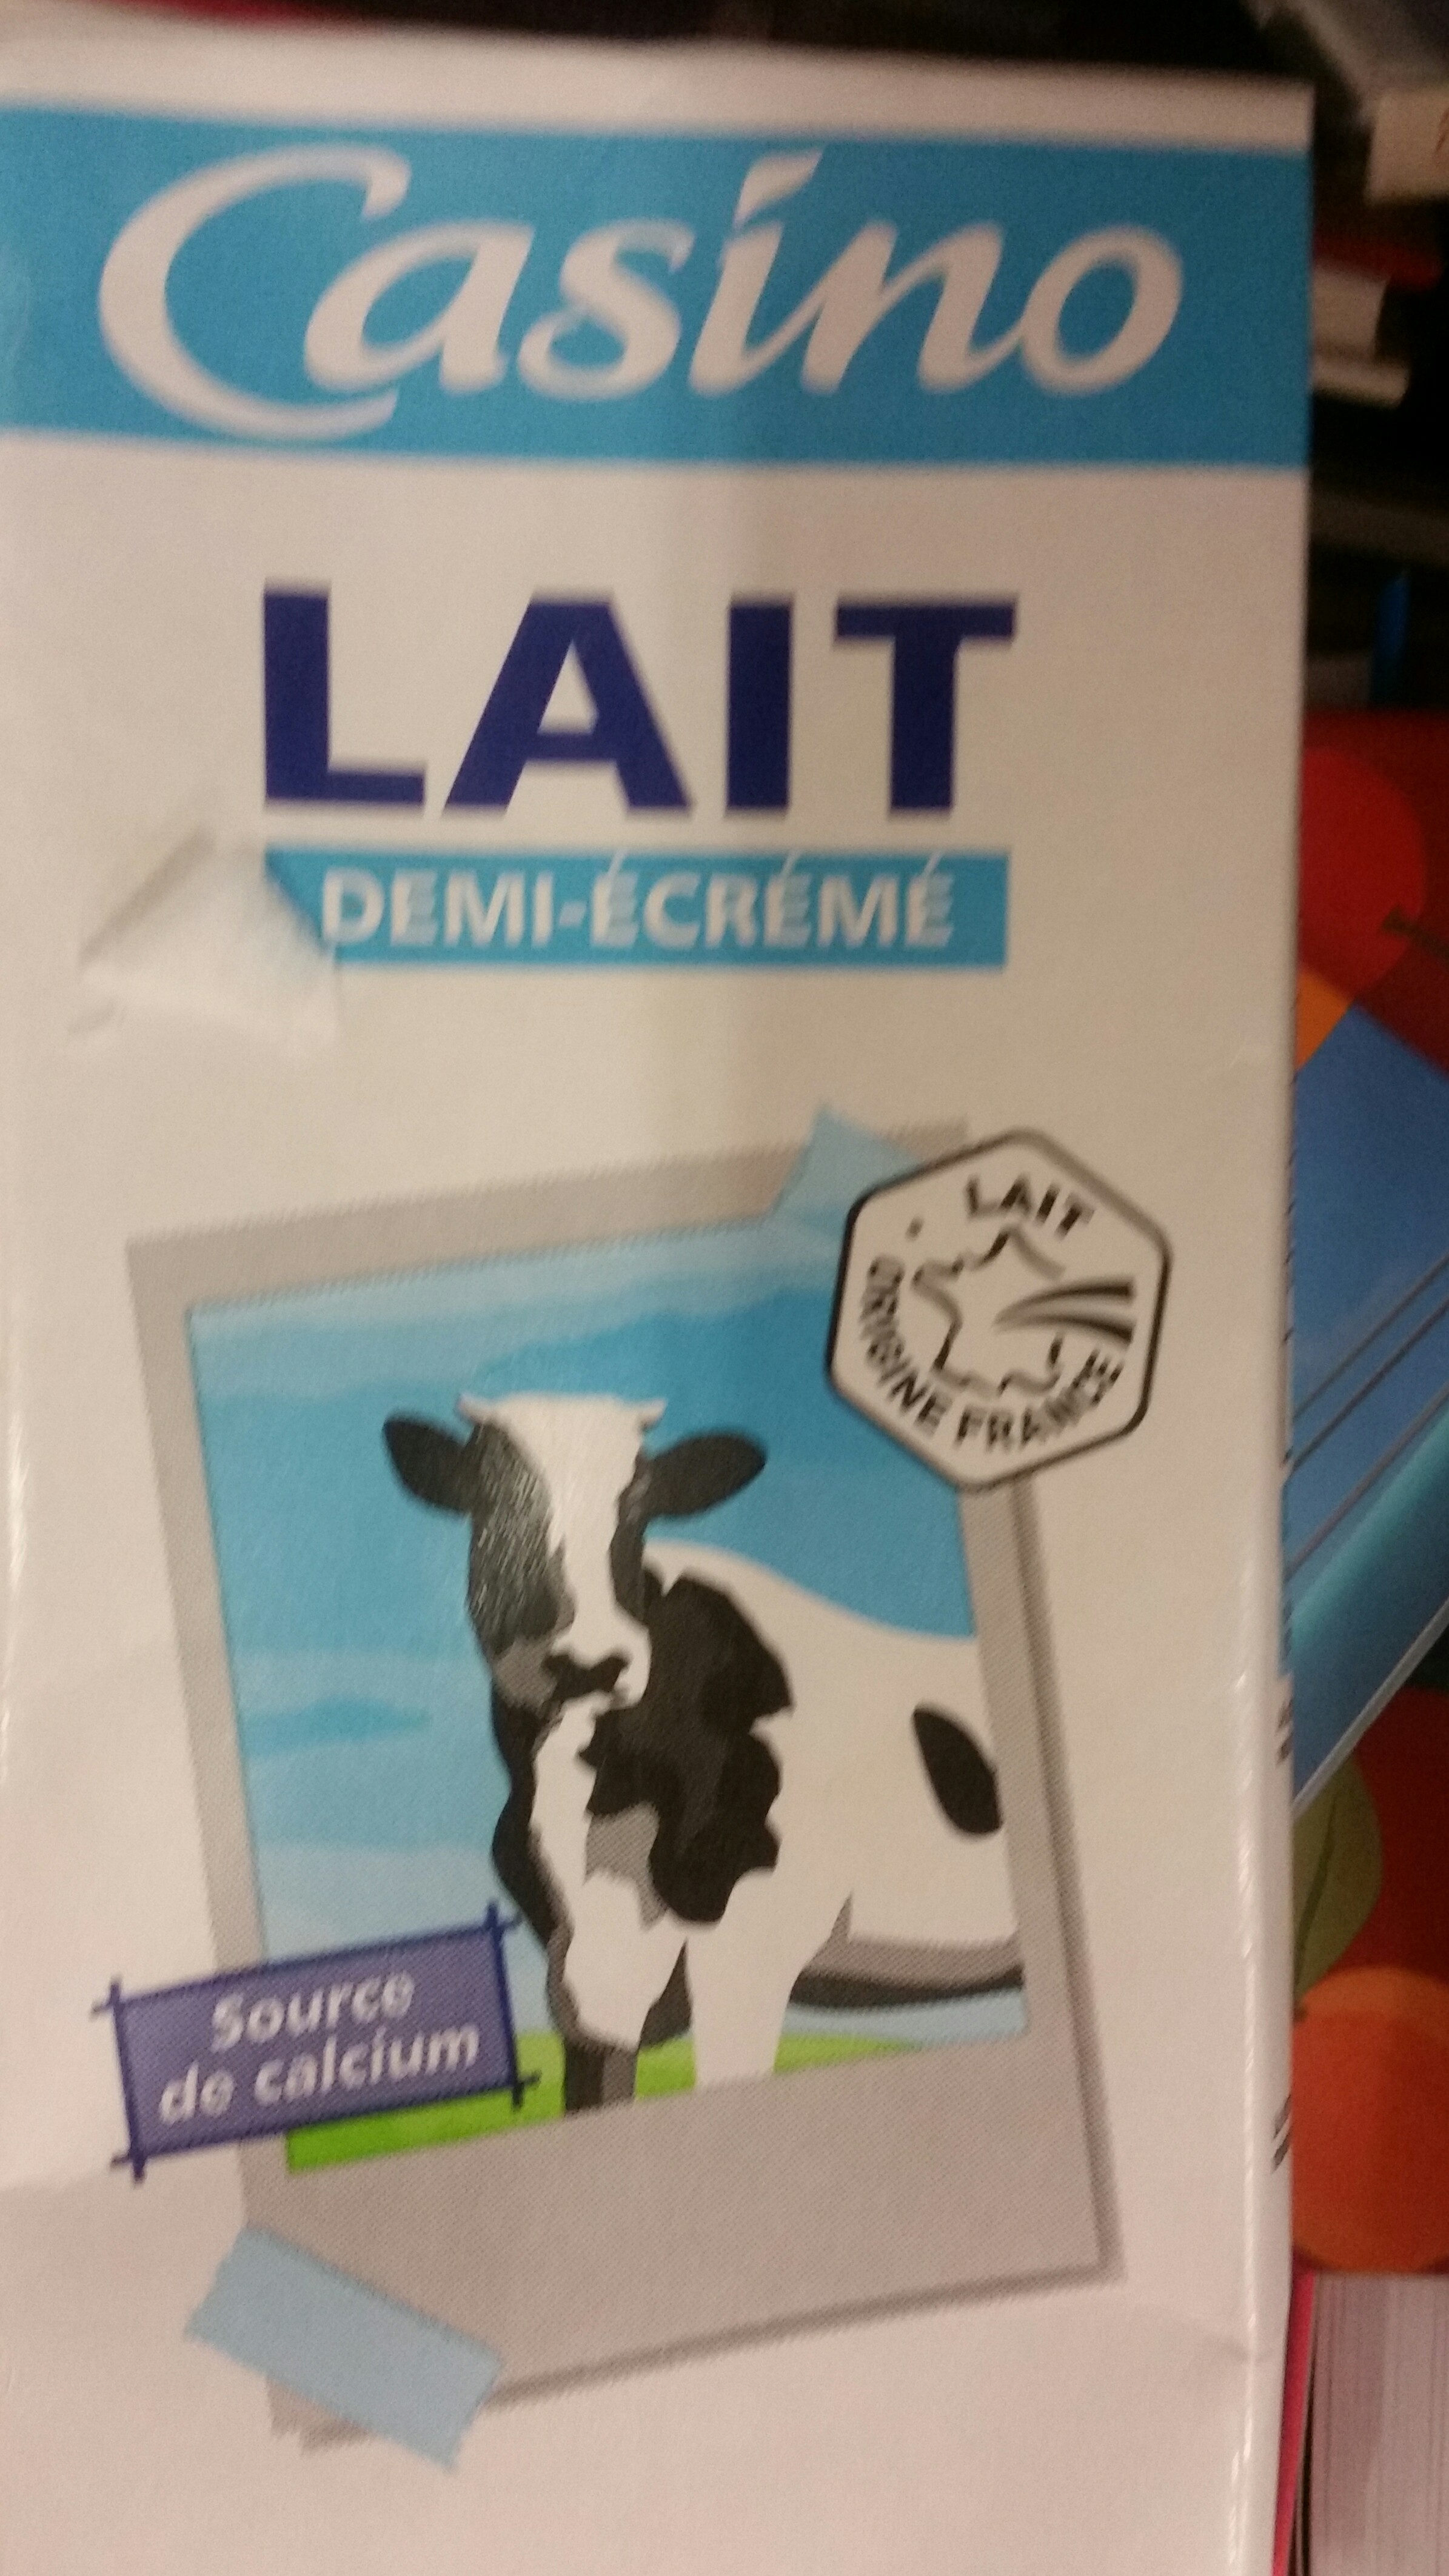 Casino
LAIT
DEMI-ÉCRÉMÉ
LAIT
ORIGINE FRANCE
Source
de calcium